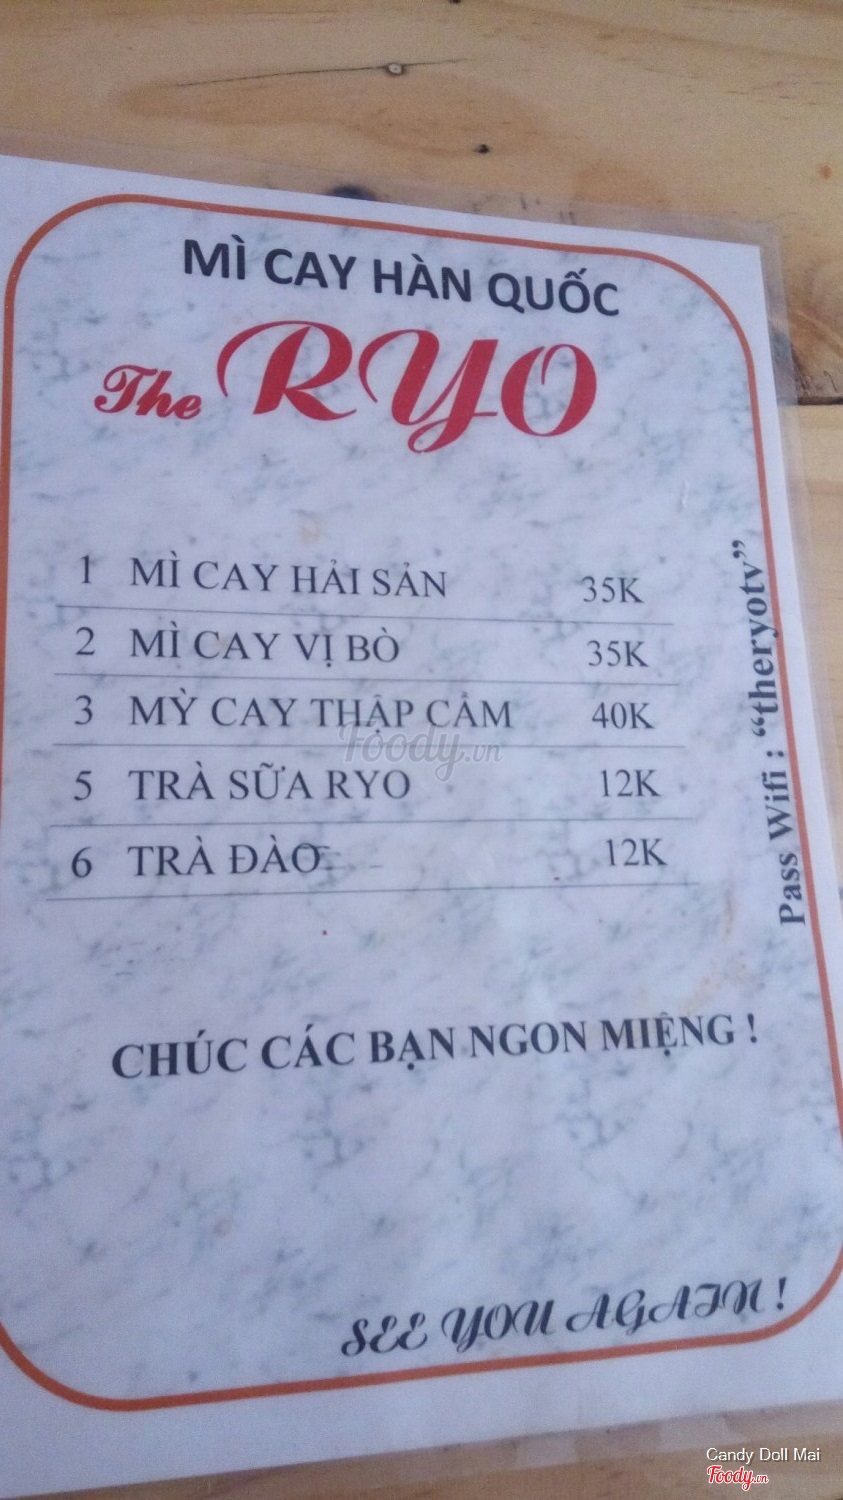 MÌ CAY HÀN QUỐC
The RYO
1 MÌ CAY HẢI SẢN 35K
2 MÌ CAY VỊ BÒ 35K
3 MỲ CAY THẬP CẨM 40K
5 TRÀ SỮA RYO 12K
6 TRÀ ĐÀO 12K
Pass Wifi : “theryotv”
Foody.vn
CHÚC CÁC BẠN NGON MIỆNG !
SEE YOU AGAIN !
Candy Doll Mai
Foody.vn